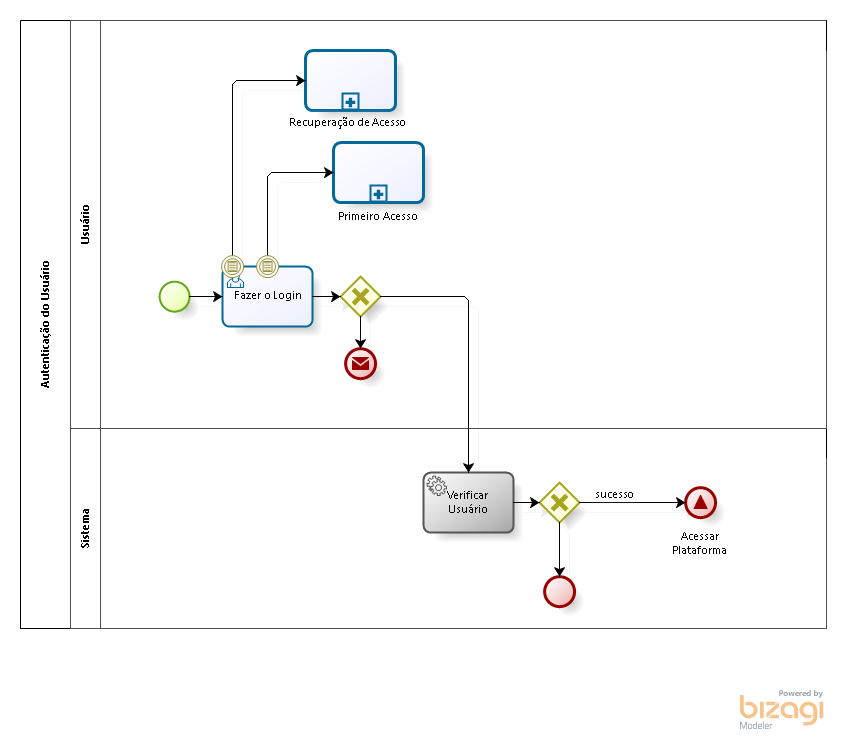 Autenticação do Usuário
Usuário
Recuperação de Acesso
Primeiro Acesso
Fazer o Login
Sistema
Verificar
Usuário
sucesso
Acessar
Plataforma
Powered by
bizagi
Modeler